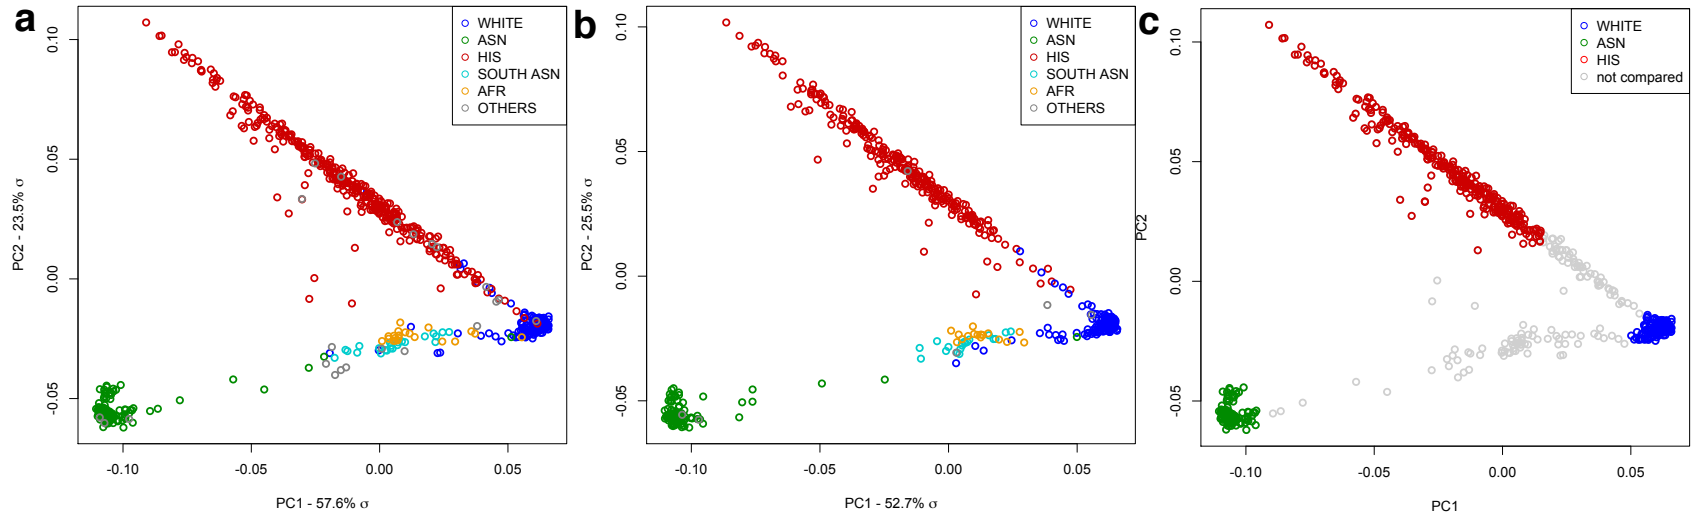 a
WHITE
ASN
HIS
SOUTH ASN
AFR
OTHERS
0.10
0.05
0.00
-0.05
PC2 - 23.5% σ
-0.10 -0.05 0.00 0.05
PC1 - 57.6% σ
b
WHITE
ASN
HIS
SOUTH ASN
AFR
OTHERS
0.10
0.05
0.00
-0.05
PC2 - 25.5% σ
-0.10 -0.05 0.00 0.05
PC1 - 52.7% σ
c
WHITE
ASN
HIS
not compared
0.10
0.05
0.00
-0.05
PC2
-0.10 -0.05 0.00 0.05
PC1